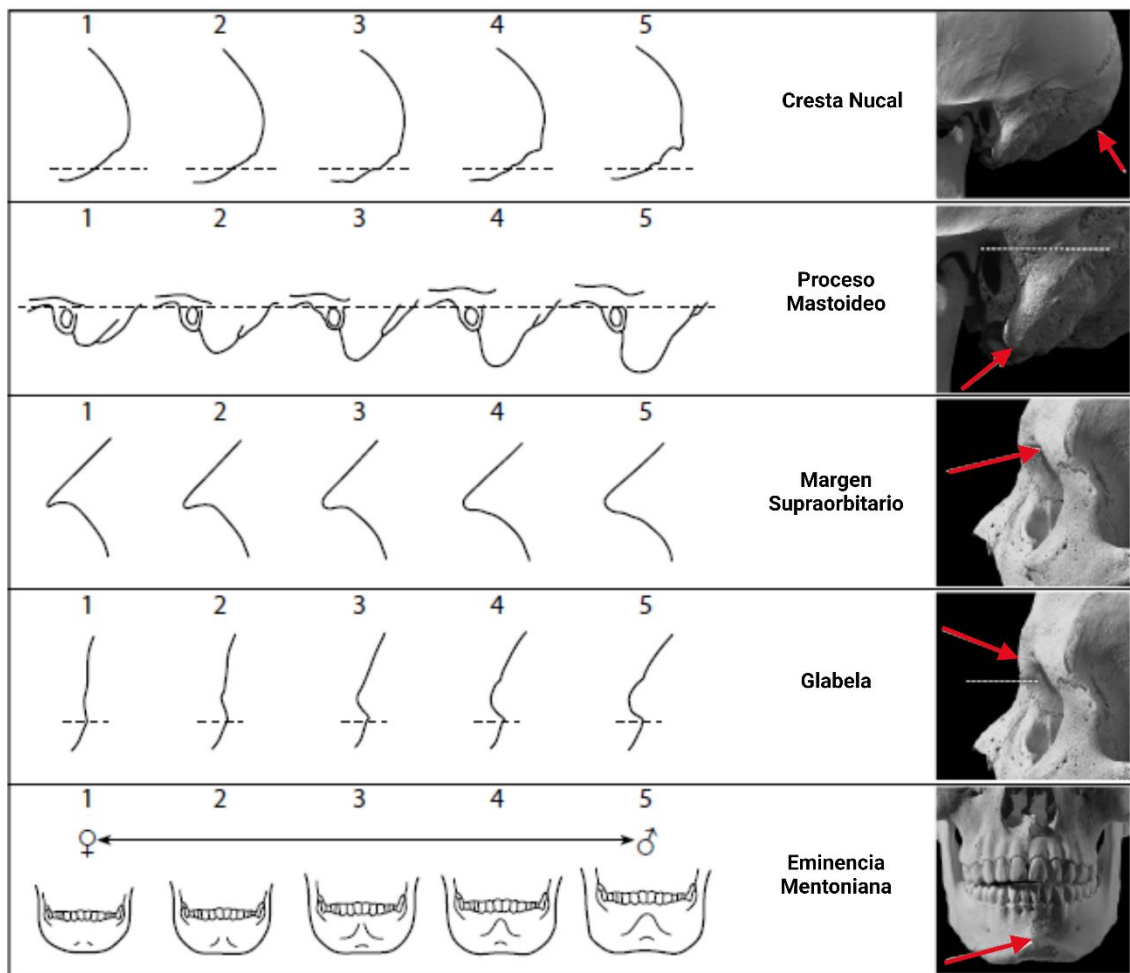 1 2 3 4 5
Cresta Nucal
1 2 3 4 5
Proceso
Mastoideo
1 2 3 4 5
Margen
Supraorbitario
1 2 3 4 5
Glabela
1 2 3 4 5
♀ ♂
Eminencia
Mentoniana